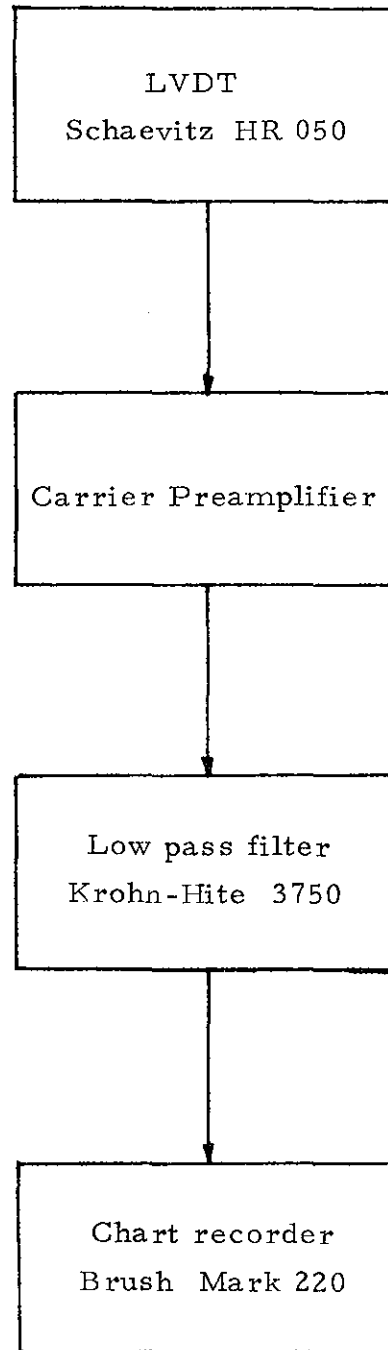 LVDT
Schaevitz HR 050
Carrier Preamplifier
Low pass filter
Krohn-Hite 3750
Chart recorder
Brush Mark 220